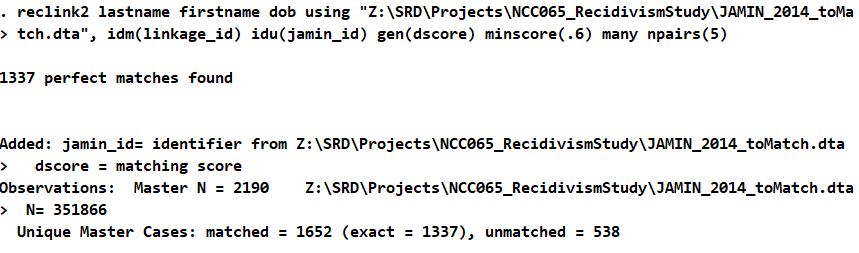 . reclink2 lastname firstname dob using "Z:\SRD\Projects\NCC065_RecidivismStudy\JAMIN_2014_toMa
> tch.dta", idm(linkage_id) idu(jamin_id) gen(dscore) minscore(.6) many npairs(5)
1337 perfect matches found
Added: jamin_id= identifier from Z:\SRD\Projects\NCC065_RecidivismStudy\JAMIN_2014_toMatch.dta
>   dscore = matching score
Observations:  Master N = 2190    Z:\SRD\Projects\NCC065_RecidivismStudy\JAMIN_2014_toMatch.dta
>  N= 351866
  Unique Master Cases: matched = 1652 (exact = 1337), unmatched = 538